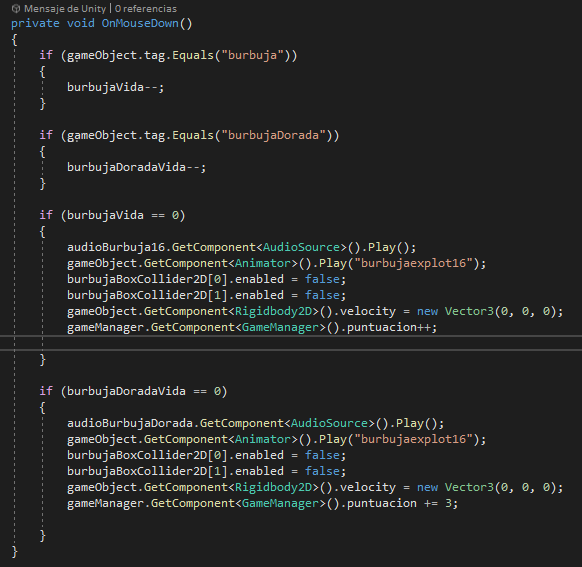 Mensaje de Unity | 0 referencias
private void OnMouseDown()
{
if (gameObject.tag.Equals("burbuja"))
{
burbujaVida--;
}
if (gameObject.tag.Equals("burbujaDorada"))
{
burbujaDoradaVida--;
}
if (burbujaVida == 0)
{
audioBurbuja16.GetComponent<AudioSource>().Play();
gameObject.GetComponent<Animator>().Play("burbujaexplot16");
burbujaBoxCollider2D[0].enabled = false;
burbujaBoxCollider2D[1].enabled = false;
gameObject.GetComponent<Rigidbody2D>().velocity = new Vector3(0, 0, 0);
gameManager.GetComponent<GameManager>().puntuacion++;
}
if (burbujaDoradaVida == 0)
{
audioBurbujaDorada.GetComponent<AudioSource>().Play();
gameObject.GetComponent<Animator>().Play("burbujaexplot16");
burbujaBoxCollider2D[0].enabled = false;
burbujaBoxCollider2D[1].enabled = false;
gameObject.GetComponent<Rigidbody2D>().velocity = new Vector3(0, 0, 0);
gameManager.GetComponent<GameManager>().puntuacion += 3;
}
}